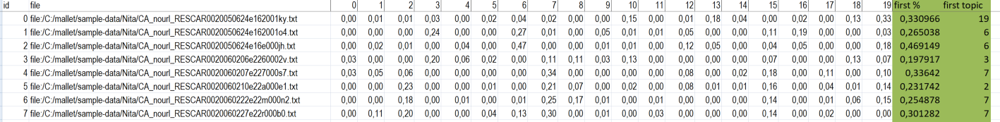 id file 0 1 2 3 4 5 6 7 8 9 10 11 12 13 14 15 16 17 18 19 first % first topic
0 file:/C:/mallet/sample-data/Nita/CA_nourl_RESCAR0020050624e162001ky.txt 0,00 0,01 0,01 0,03 0,00 0,02 0,04 0,02 0,00 0,00 0,15 0,00 0,01 0,18 0,04 0,00 0,02 0,00 0,13 0,33 0,330966 19
1 file:/C:/mallet/sample-data/Nita/CA_nourl_RESCAR0020050624e162001o4.txt 0,00 0,00 0,00 0,24 0,00 0,00 0,27 0,01 0,00 0,05 0,01 0,01 0,05 0,00 0,00 0,11 0,19 0,00 0,00 0,03 0,265038 6
2 file:/C:/mallet/sample-data/Nita/CA_nourl_RESCAR0020050624e16e000jh.txt 0,00 0,02 0,01 0,00 0,04 0,00 0,47 0,00 0,00 0,00 0,01 0,00 0,12 0,05 0,00 0,04 0,05 0,00 0,01 0,18 0,469149 6
3 file:/C:/mallet/sample-data/Nita/CA_nourl_RESCAR0020060206e2260002v.txt 0,03 0,00 0,00 0,20 0,06 0,02 0,00 0,11 0,11 0,03 0,13 0,00 0,00 0,00 0,00 0,07 0,00 0,00 0,13 0,07 0,197917 3
4 file:/C:/mallet/sample-data/Nita/CA_nourl_RESCAR0020060207e227000s7.txt 0,03 0,05 0,06 0,00 0,00 0,00 0,00 0,34 0,00 0,00 0,00 0,00 0,08 0,00 0,02 0,18 0,00 0,11 0,00 0,10 0,33642 7
5 file:/C:/mallet/sample-data/Nita/CA_nourl_RESCAR0020060210e22a000e1.txt 0,00 0,00 0,23 0,00 0,00 0,01 0,00 0,21 0,07 0,00 0,02 0,00 0,08 0,01 0,01 0,16 0,00 0,04 0,01 0,14 0,231742 2
6 file:/C:/mallet/sample-data/Nita/CA_nourl_RESCAR0020060222e22m000n2.txt 0,00 0,00 0,18 0,00 0,01 0,00 0,01 0,25 0,17 0,00 0,01 0,00 0,00 0,00 0,00 0,14 0,00 0,01 0,06 0,15 0,254878 7
7 file:/C:/mallet/sample-data/Nita/CA_nourl_RESCAR0020060227e22r000b0.txt 0,00 0,11 0,20 0,00 0,00 0,04 0,13 0,30 0,00 0,01 0,00 0,03 0,00 0,00 0,00 0,14 0,00 0,02 0,00 0,00 0,301282 7